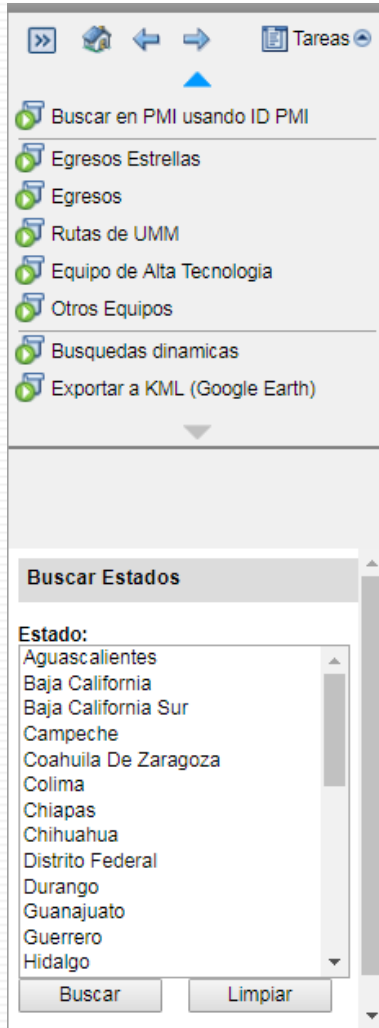 Tareas
Buscar en PMI usando ID PMI
Egresos Estrellas
Egresos
Rutas de UMM
Equipo de Alta Tecnologia
Otros Equipos
Busquedas dinamicas
Exportar a KML (Google Earth)
Buscar Estados
Estado:
Aguascalientes
Baja California
Baja California Sur
Campeche
Coahuila De Zaragoza
Colima
Chiapas
Chihuahua
Distrito Federal
Durango
Guanajuato
Guerrero
Hidalgo
Buscar Limpiar